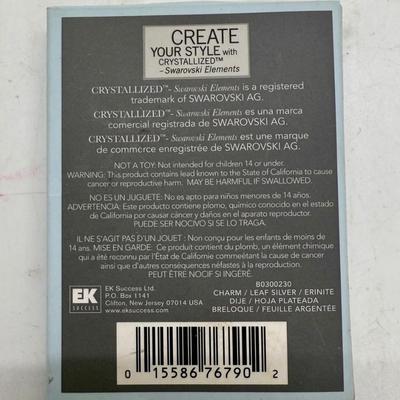 CREATE
YOUR STYLE with
CRYSTALLIZED™
– Swarovski Elements
CRYSTALLIZED™- Swarovski Elements is a registered
trademark of SWAROVSKI AG.
CRYSTALLIZED™- Swarovski Elements es una marca
comercial registrada de SWAROVSKI AG.
CRYSTALLIZED™- Swarovski Elements est une marque
de commcrce enregistrée de SWAROVSKI AG.
NOT A TOY: Not intended for children 14 or under.
WARNING: This product contains lead known to the State of California to
cause cancer or reproductive harm. MAY BE HARMFUL IF SWALLOWED.
NO ES UN JUGUETE: No es apto para niños menores de 14 años.
ADVERTENCIA: Este producto contiene plomo, químico conocido en el estado
de California por causar cáncer y daños en el aparato reproductor.
PUEDE SER NOCIVO SI SE LO TRAGA.
IL NE S'AGIT PAS D'UN JOUET : Non conçu pour les enfants de moins de
14 ans. MISE EN GARDE: Ce produit contient du plomb, un élément chimique
qui a été reconnu par l'État de California comme causant le cancer
ainsi que d'autres conséquences néfastes à la reproduction.
PEUT ÊTRE NOCIF SI INGÉRÉ.
EK
SUCCESS
EK Success Ltd.
P.O. Box 1141
Clifton, New Jersey 07014 USA
www.eksuccess.com
B0300230
CHARM / LEAF SILVER / ERINITE
DIJE / HOJA PLATEADA
BRELOQUE / FEUILLE ARGENTÉE
0 15586 76790 2